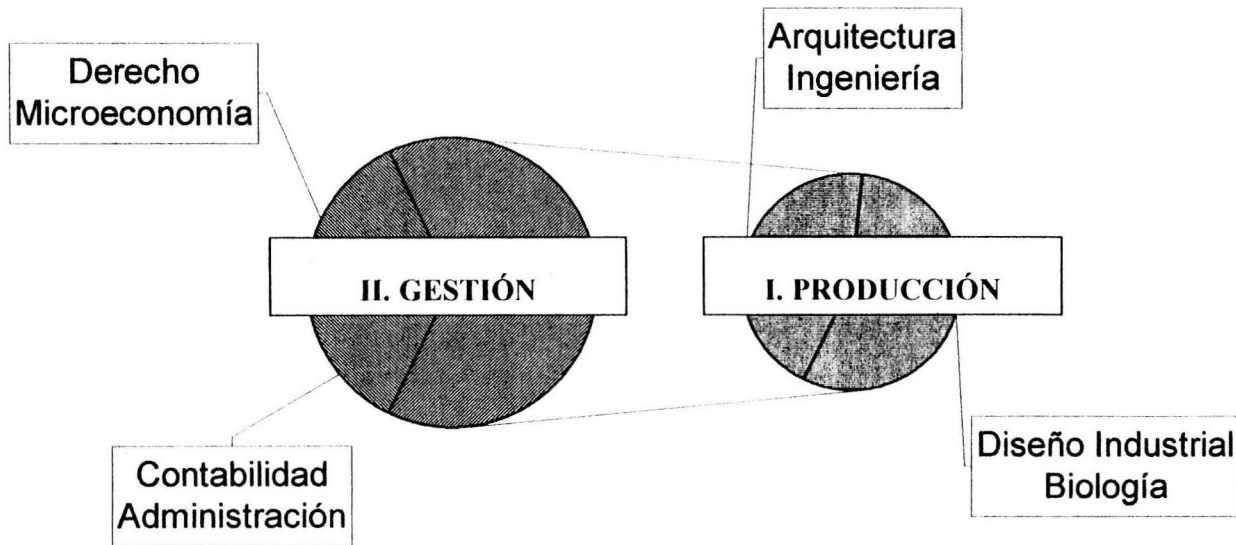 Derecho
Microeconomía
Arquitectura
Ingeniería
II. GESTIÓN
I. PRODUCCIÓN
Contabilidad
Administración
Diseño Industrial
Biología